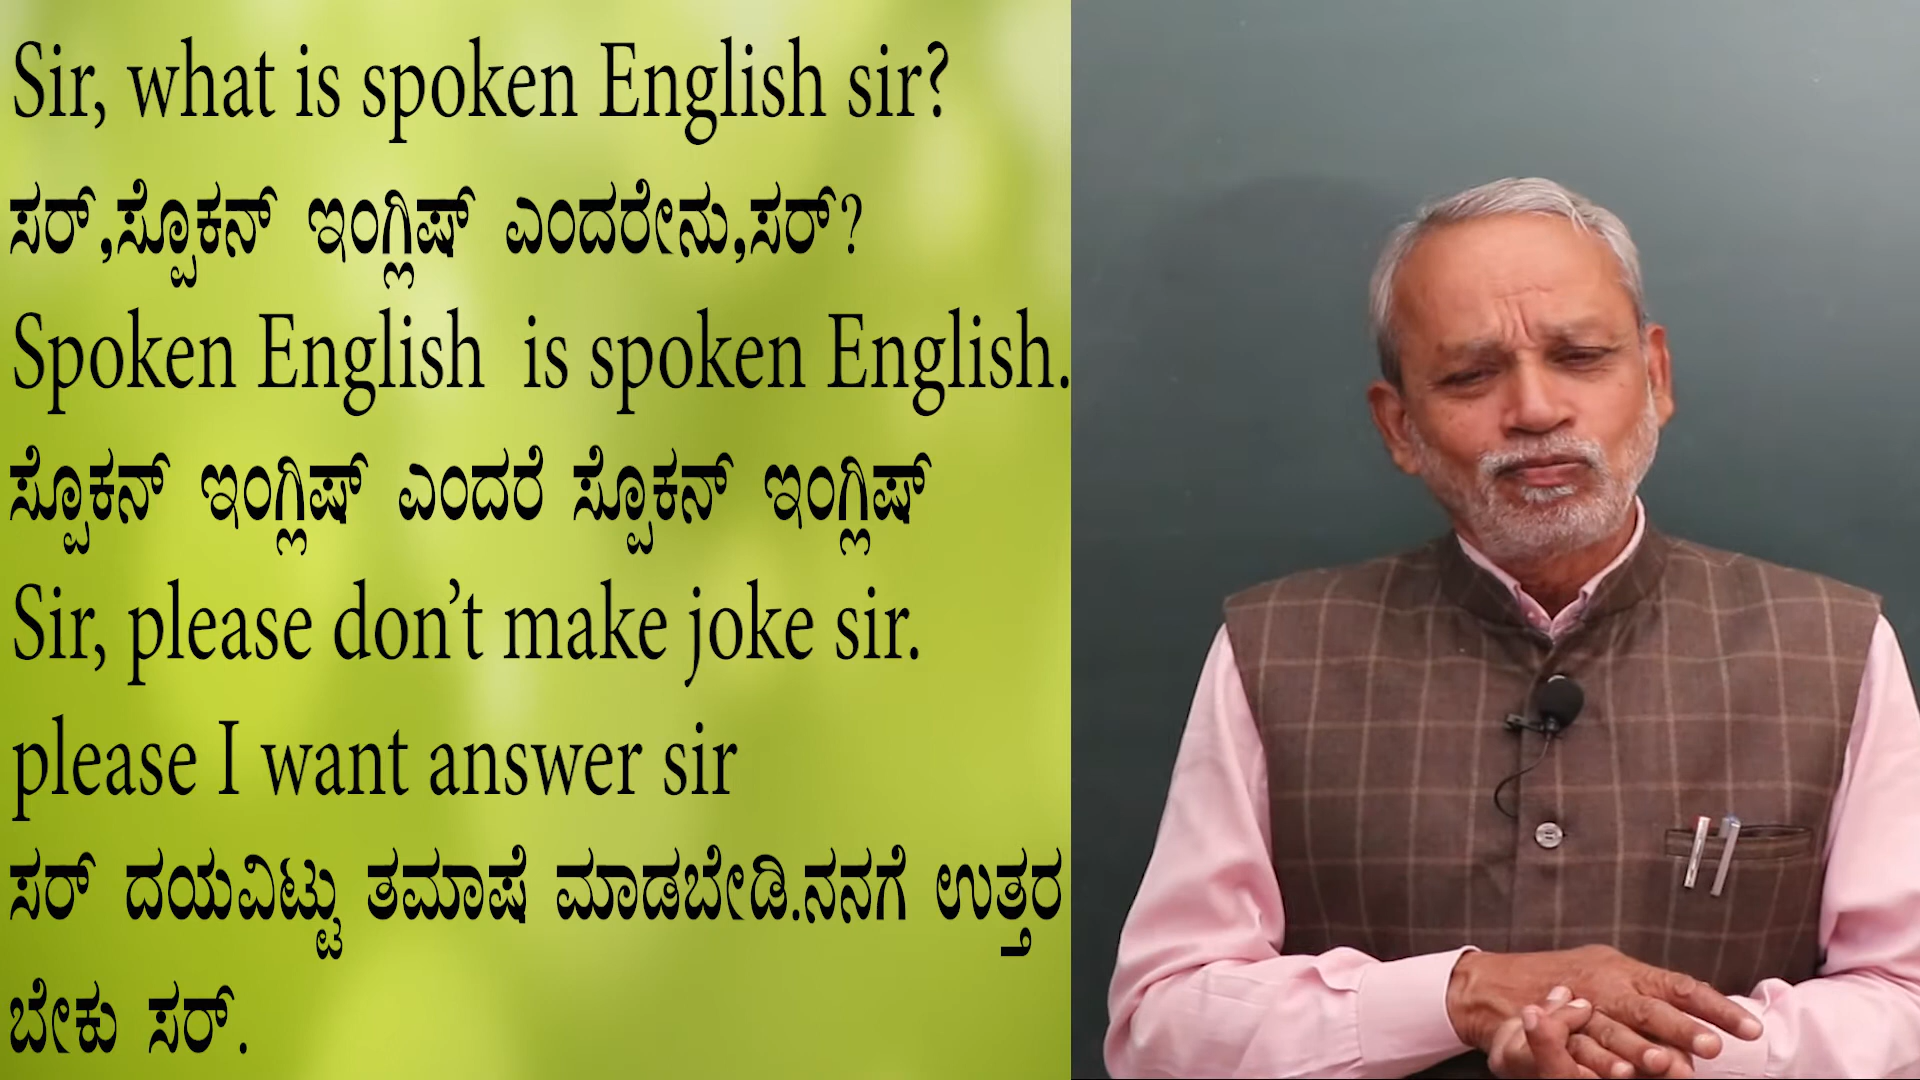 Sir, what is spoken English sir?
ಸರ್,ಸ್ಪೊಕನ್ ಇಂಗ್ಲಿಷ್ ಎಂದರೇನು,ಸರ್?
Spoken English is spoken English.
ಸ್ಪೊಕನ್ ಇಂಗ್ಲಿಷ್ ಎಂದರೆ ಸ್ಪೊಕನ್ ಇಂಗ್ಲಿಷ್
Sir, please don’t make joke sir.
please I want answer sir
ಸರ್ ದಯವಿಟ್ಟು ತಮಾಷೆ ಮಾಡಬೇಡಿ.ನನಗೆ ಉತ್ತರ
ಬೇಕು ಸರ್.